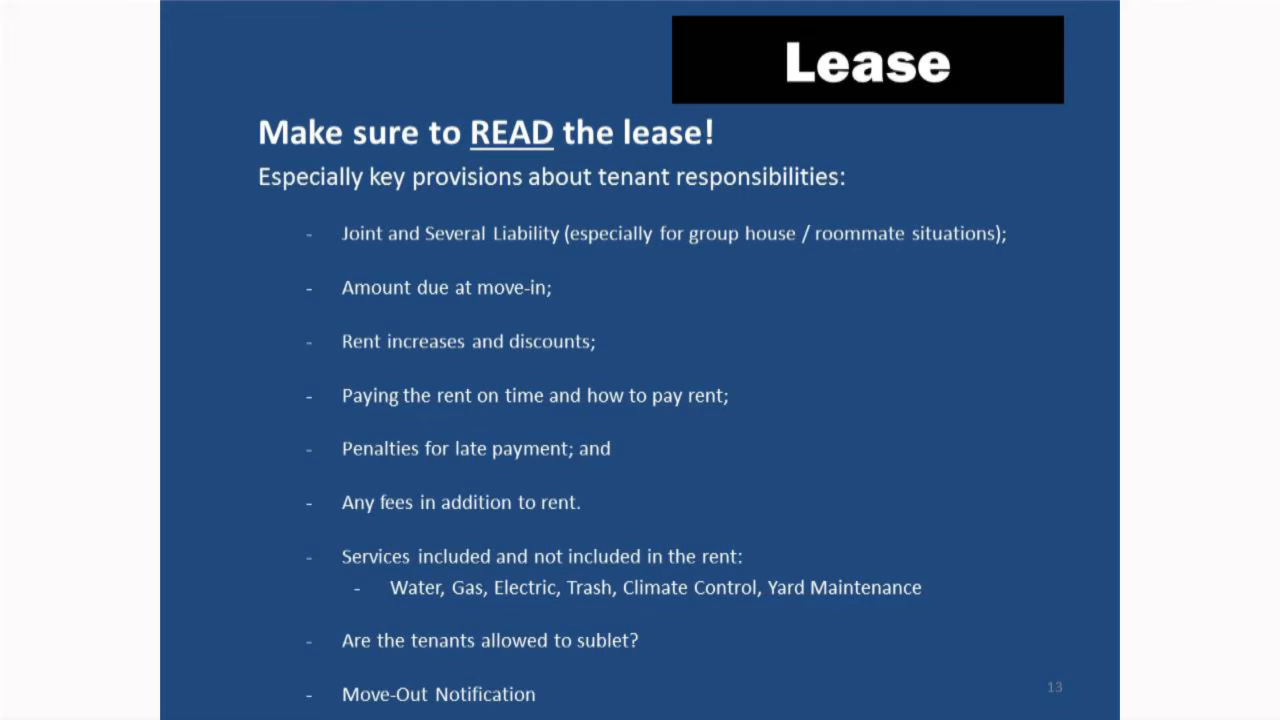 Lease
Make sure to READ the lease!
Especially key provisions about tenant responsibilities:
- Joint and Several Liability (especially for group house / roommate situations);
- Amount due at move-in;
- Rent increases and discounts;
- Paying the rent on time and how to pay rent;
- Penalties for late payment; and
- Any fees in addition to rent.
- Services included and not included in the rent:
- Water, Gas, Electric, Trash, Climate Control, Yard Maintenance
- Are the tenants allowed to sublet?
- Move-Out Notification
13